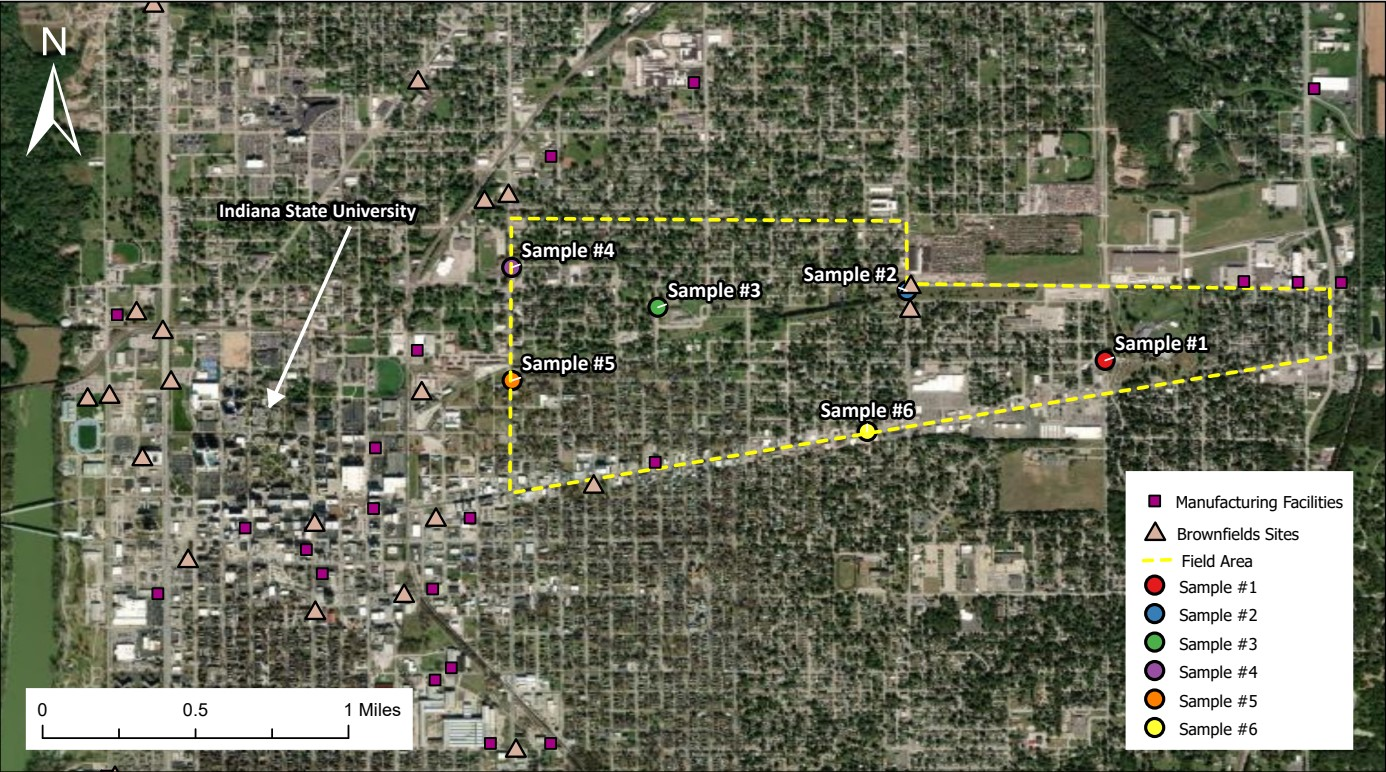 N
Indiana State University
Sample #4
Sample #2
Sample #3
Sample #1
Sample #5
Sample #6
Manufacturing Facilities
Brownfields Sites
Field Area
Sample #1
Sample #2
Sample #3
Sample #4
Sample #5
Sample #6
0 0.5 1 Miles